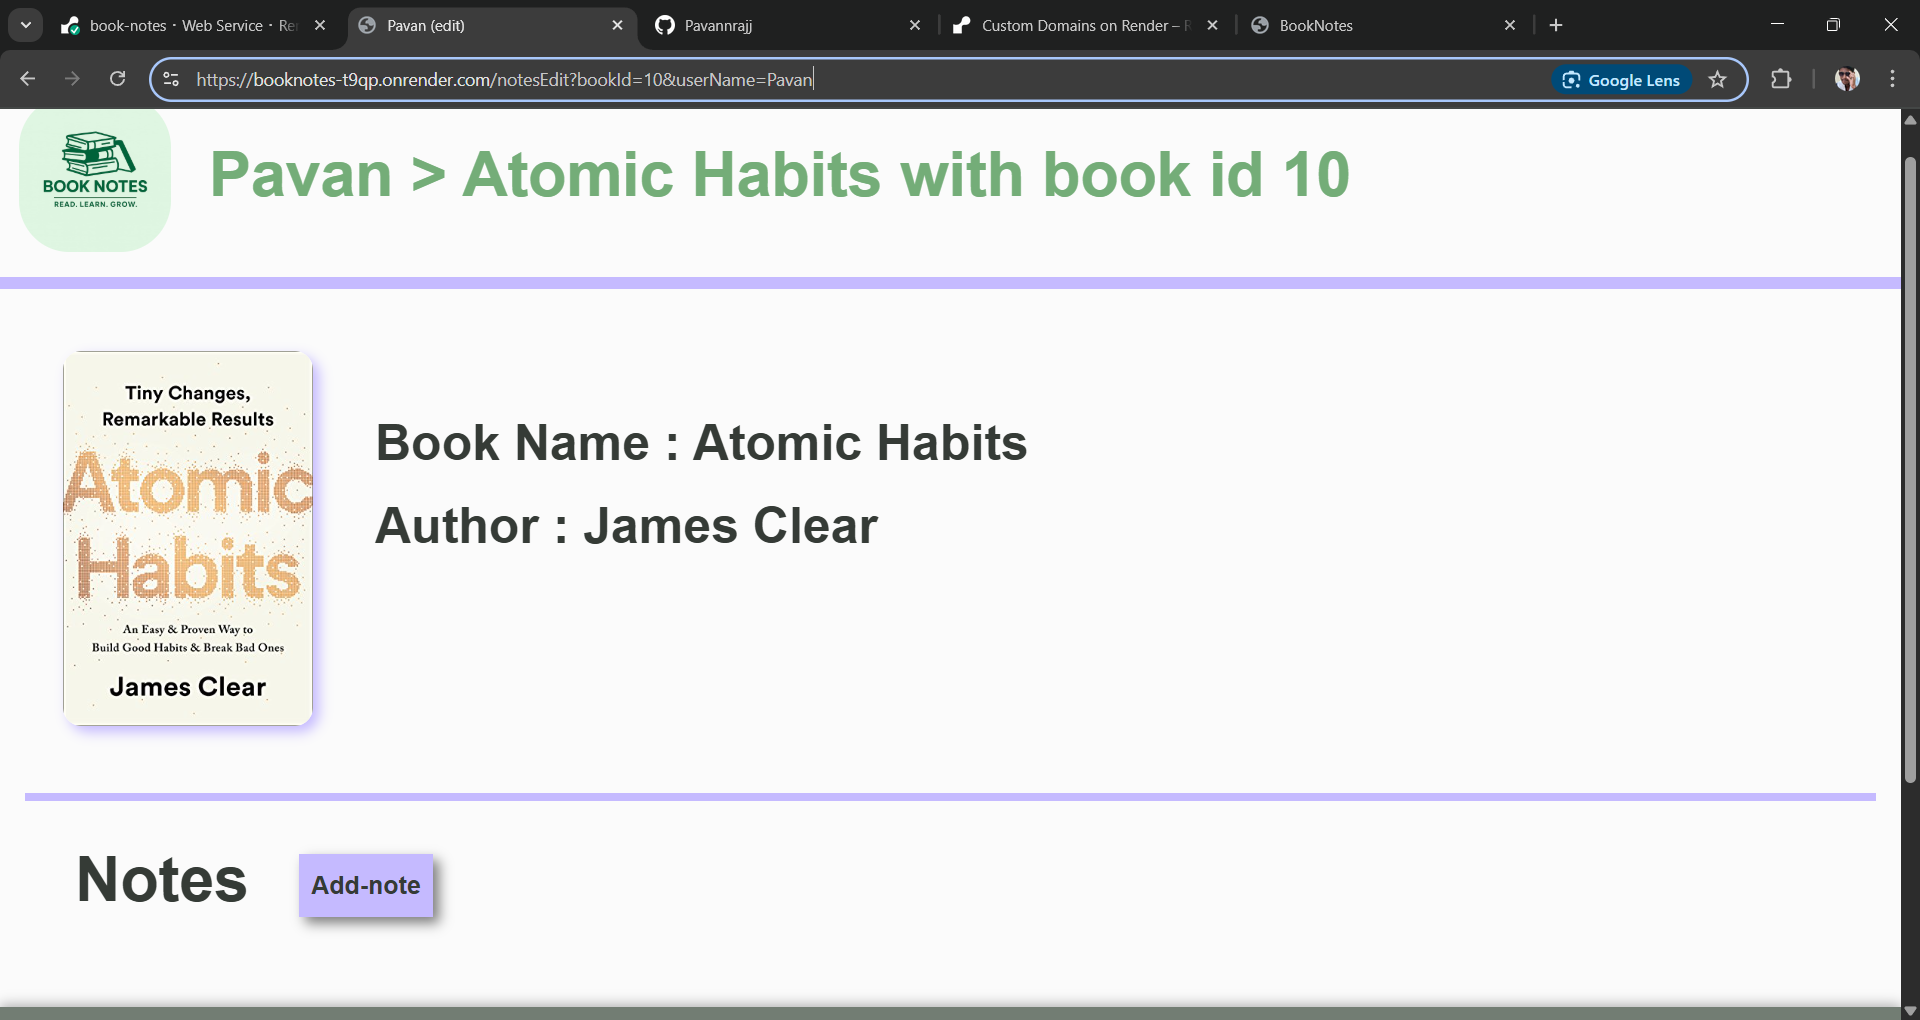 book-notes · Web Service · Re
Pavan (edit)
Pavannrajj
Custom Domains on Render – R
BookNotes
https://booknotes-t9qp.onrender.com/notesEdit?bookId=10&userName=Pavan
Google Lens
BOOK NOTES
READ. LEARN. GROW.
Pavan > Atomic Habits with book id 10
Tiny Changes,
Remarkable Results
Atomic
Habits
An Easy & Proven Way to
Build Good Habits & Break Bad Ones
James Clear
Book Name : Atomic Habits
Author : James Clear
Notes
Add-note